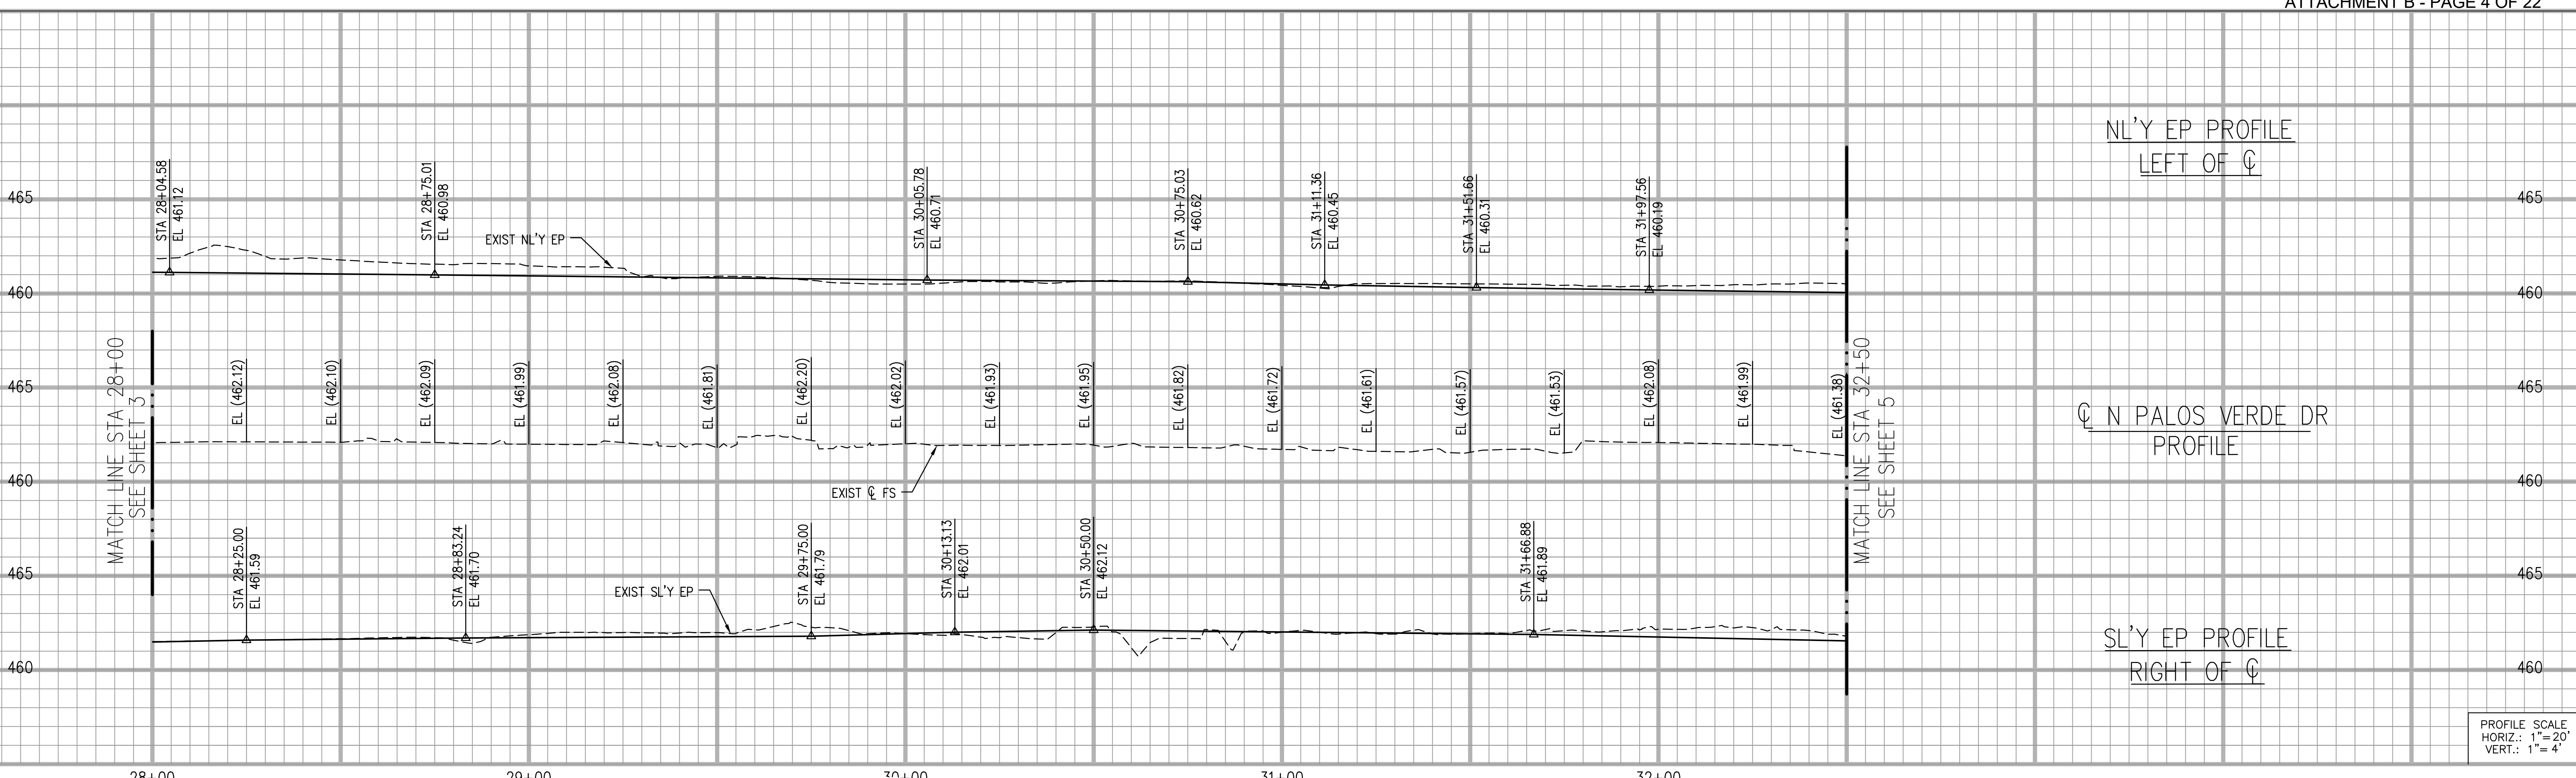 ATTACHMENT B - PAGE 4 OF 22
NL'Y EP PROFILE
LEFT OF ℄
465
STA 28+04.58
EL 461.12
STA 28+75.01
EL 460.98
EXIST NL'Y EP
STA 30+05.78
EL 460.71
STA 30+75.03
EL 460.62
STA 31+11.36
EL 460.45
STA 31+51.66
EL 460.31
STA 31+97.56
EL 460.19
465
460
460
MATCH LINE STA 28+00
SEE SHEET 3
465
EL (462.12)
EL (462.10)
EL (462.09)
EL (461.99)
EL (462.08)
EL (461.81)
EL (462.20)
EL (462.02)
EL (461.93)
EL (461.95)
EL (461.82)
EL (461.72)
EL (461.61)
EL (461.57)
EL (461.53)
EL (462.08)
EL (461.99)
EL (461.38)
MATCH LINE STA 32+50
SEE SHEET 5
465
℄ N PALOS VERDE DR
PROFILE
460
EXIST ℄ FS
460
465
STA 28+25.00
EL 461.59
STA 28+83.24
EL 461.70
EXIST SL'Y EP
STA 29+75.00
EL 461.79
STA 30+13.13
EL 462.01
STA 30+50.00
EL 462.12
STA 31+66.88
EL 461.89
465
SL'Y EP PROFILE
RIGHT OF ℄
460
460
PROFILE SCALE
HORIZ.: 1"=20'
VERT.: 1"= 4'
28+00
29+00
30+00
31+00
32+00